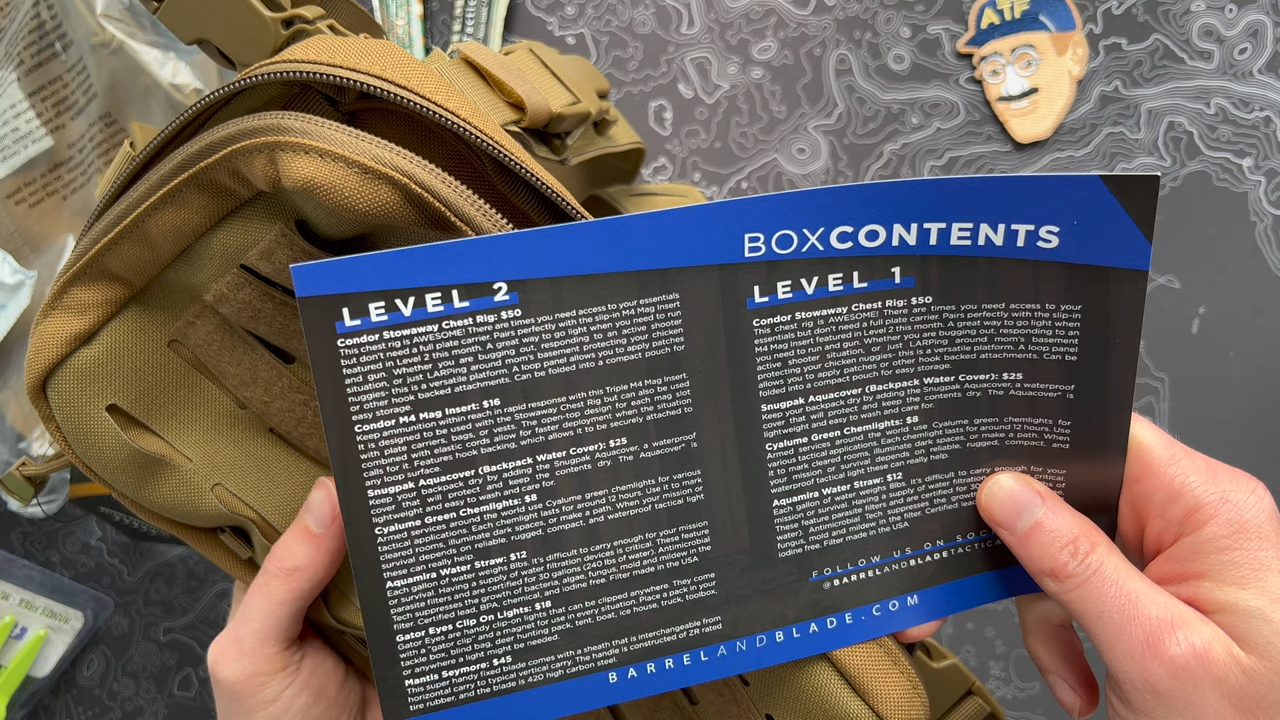 ATF
BOXCONTENTS
LEVEL 2
Condor Stowaway Chest Rig: $50
This chest rig is AWESOME! There are times you need access to your essentials
but don't need a full plate carrier. Pairs perfectly with the slip-in M4 Mag Insert
featured in Level 2 this month. A great way to go light when you need to run
and gun. Whether you are bugging out, responding to an active shooter
situation, or just LARPing around mom's basement protecting your chicken
nuggies- this is a versatile platform. A loop panel allows you to apply patches
or other hook backed attachments. Can be folded into a compact pouch for
easy storage.
Condor M4 Mag Insert: $16
Keep ammunition within reach in rapid response with this Triple M4 Mag Insert.
It is designed to be used with the Stowaway Chest Rig but can also be used
with plate carriers, bags, or vests. The open-top design for each mag slot
combined with elastic cords allow for faster deployment when the situation
calls for it. Features hook backing, which allows it to be securely attached to
any loop surface.
Snugpak Aquacover (Backpack Water Cover): $25
Keep your backpack dry by adding the Snugpak Aquacover, a waterproof
cover that will protect and keep the contents dry. The Aquacover® is
lightweight and easy to wash and care for.
Cyalume Green Chemlights: $8
Armed services around the world use Cyalume green chemlights for various
tactical applications. Each chemlight lasts for around 12 hours. Use it to mark
cleared rooms, illuminate dark spaces, or make a path. When your mission or
survival depends on reliable, rugged, compact, and waterproof tactical light
these can really help.
Aquamira Water Straw: $12
Each gallon of water weighs 8lbs. It's difficult to carry enough for your mission
or survival. Having a supply of water filtration devices is critical. These feature
parasite filters and are certified for 30 gallons (240 lbs of water). Antimicrobial
Tech suppresses the growth of bacteria, algae, fungus, mold and mildew in the
filter. Certified lead, BPA, chemical, and iodine free. Filter made in the USA
Gator Eyes Clip On Lights: $18
Gator Eyes are handy clip-on lights that can be clipped anywhere. They come
with a "gator clip" and a magnet for use in every situation. Place a pack in your
tackle box, blind bag, deer hunting pack, tent, boat, ice house, truck, toolbox,
or anywhere a light might be needed.
Mantis Seymore: $45
This super handy fixed blade comes with a sheath that is interchangeable from
horizontal carry to typical vertical carry. The handle is constructed of ZR rated
tire rubber, and the blade is 420 high carbon steel.
LEVEL 1
Condor Stowaway Chest Rig: $50
This chest rig is AWESOME! There are times you need access to your
essentials but don't need a full plate carrier. Pairs perfectly with the slip-in
M4 Mag Insert featured in Level 2 this month. A great way to go light when
you need to run and gun. Whether you are bugging out, responding to an
active shooter situation, or just LARPing around mom's basement
protecting your chicken nuggies- this is a versatile platform. A loop panel
allows you to apply patches or other hook backed attachments. Can be
folded into a compact pouch for easy storage.
Snugpak Aquacover (Backpack Water Cover): $25
Keep your backpack dry by adding the Snugpak Aquacover, a waterproof
cover that will protect and keep the contents dry. The Aquacover® is
lightweight and easy to wash and care for.
Cyalume Green Chemlights: $8
Armed services around the world use Cyalume green chemlights for
various tactical applications. Each chemlight lasts for around 12 hours. Use
it to mark cleared rooms, illuminate dark spaces, or make a path. When
your mission or survival depends on reliable, rugged, compact, and
waterproof tactical light these can really help.
Aquamira Water Straw: $12
Each gallon of water weighs 8lbs. It's difficult to carry enough for your
mission or survival. Having a supply of water filtration critical.
These feature parasite filters and are certified for 30 lbs of
water). Antimicrobial Tech suppresses the growth
fungus, mold and mildew in the filter. Certified lead
iodine free. Filter made in the USA
FOLLOW US ON SOC
@BARRELANDBLADETACTICA
BARRELANDBLADE.COM